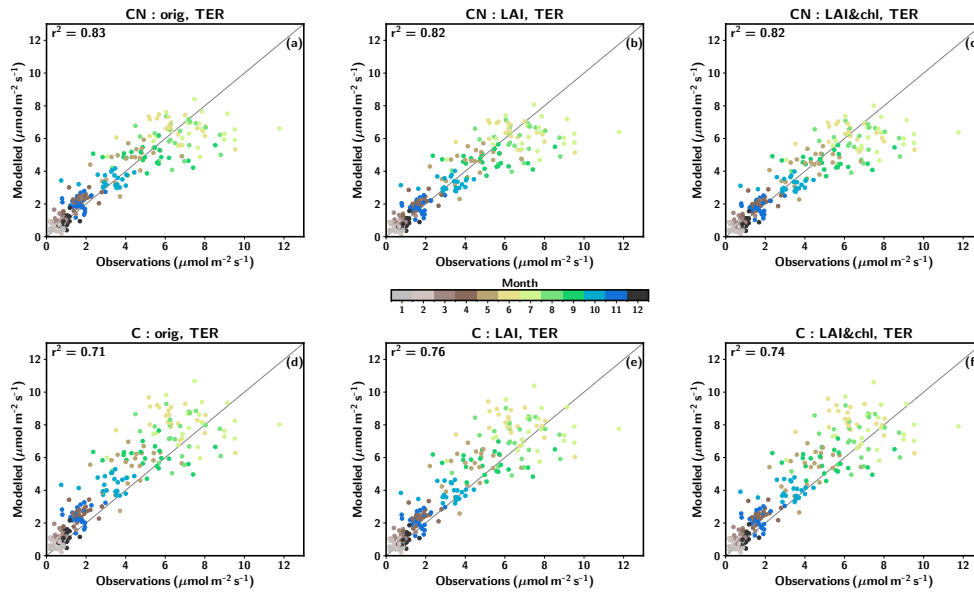 CN : orig, TER
CN : LAI, TER
CN : LAI&chl, TER
r² = 0.83
(a)
r² = 0.82
(b)
r² = 0.82
(c
Modelled (μmol m⁻² s⁻¹)
12
10
8
6
4
2
0
Modelled (μmol m⁻² s⁻¹)
12
10
8
6
4
2
0
Modelled (μmol m⁻² s⁻¹)
12
10
8
6
4
2
0
0 2 4 6 8 10 12
0 2 4 6 8 10 12
0 2 4 6 8 10 12
Observations (μmol m⁻² s⁻¹)
Observations (μmol m⁻² s⁻¹)
Observations (μmol m⁻² s⁻¹)
Month
1 2 3 4 5 6 7 8 9 10 11 12
C : orig, TER
C : LAI, TER
C : LAI&chl, TER
r² = 0.71
(d)
r² = 0.76
(e)
r² = 0.74
(f
Modelled (μmol m⁻² s⁻¹)
12
10
8
6
4
2
0
Modelled (μmol m⁻² s⁻¹)
12
10
8
6
4
2
0
Modelled (μmol m⁻² s⁻¹)
12
10
8
6
4
2
0
0 2 4 6 8 10 12
0 2 4 6 8 10 12
0 2 4 6 8 10 12
Observations (μmol m⁻² s⁻¹)
Observations (μmol m⁻² s⁻¹)
Observations (μmol m⁻² s⁻¹)